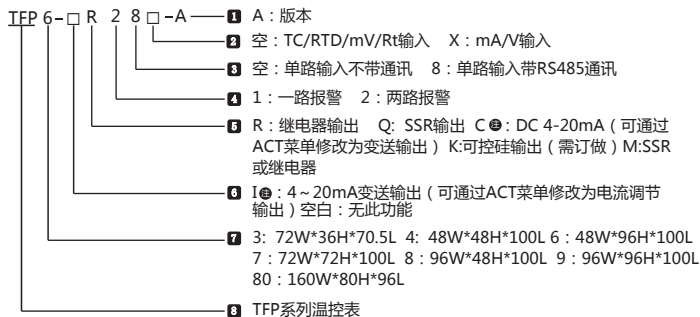 TFP 6-□ R 2 8 □-A
1 A：版本
2 空：TC/RTD/mV/Rt输入 X：mA/V输入
3 空：单路输入不带通讯 8：单路输入带RS485通讯
4 1：一路报警 2：两路报警
5 R：继电器输出 Q: SSR输出 C注：DC 4-20mA（可通过
ACT菜单修改为变送输出） K:可控硅输出（需订做）M:SSR
或继电器
6 I注：4～20mA变送输出（可通过ACT菜单修改为电流调节
输出）空白：无此功能
7 3: 72W*36H*70.5L 4: 48W*48H*100L 6：48W*96H*100L
7：72W*72H*100L 8：96W*48H*100L 9：96W*96H*100L
80：160W*80H*96L
8 TFP系列温控表